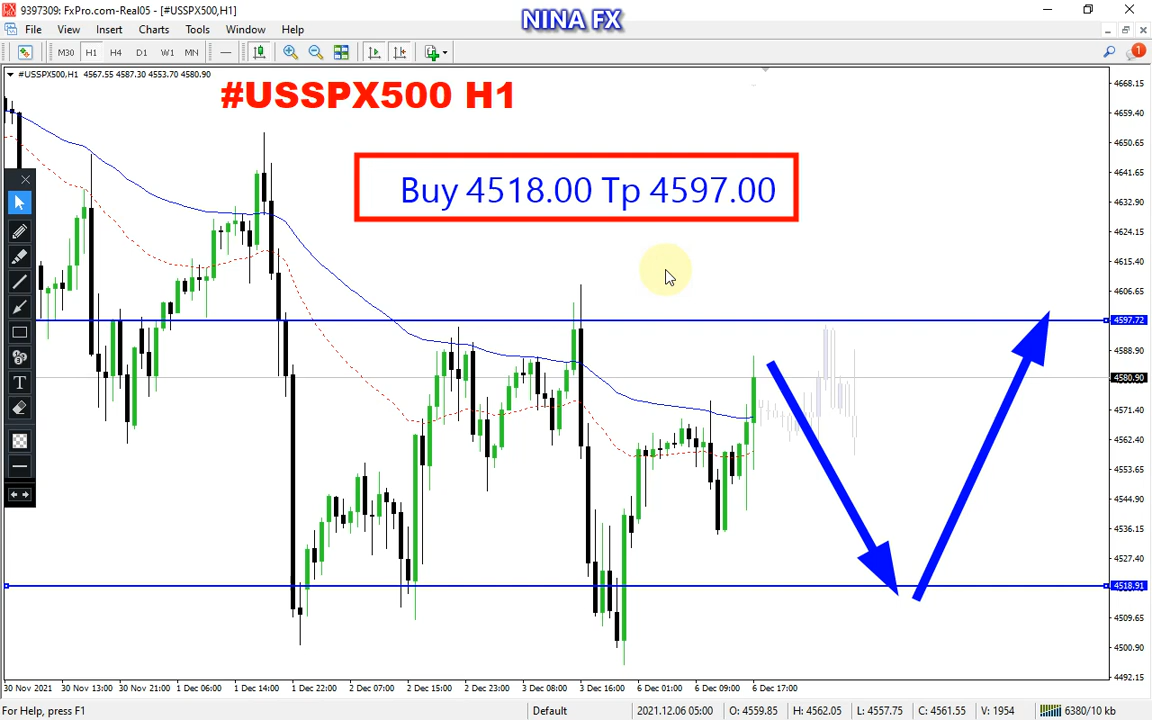 9397309: FxPro.com-Real05 - [#USSPX500,H1]
NINA FX
File View Insert Charts Tools Window Help
M30 H1 H4 D1 W1 MN
1
#USSPX500,H1 4567.55 4587.30 4553.70 4580.90
#USSPX500 H1
Buy 4518.00 Tp 4597.00
T
4668.15
4659.40
4650.65
4641.65
4632.90
4624.15
4615.40
4606.65
4597.72
4588.90
4580.90
4571.40
4562.40
4553.65
4544.90
4536.15
4527.40
4518.91
4509.65
4500.90
4492.15
30 Nov 2021 30 Nov 13:00 30 Nov 21:00 1 Dec 06:00 1 Dec 14:00 1 Dec 22:00 2 Dec 07:00 2 Dec 15:00 2 Dec 23:00 3 Dec 08:00 3 Dec 16:00 6 Dec 01:00 6 Dec 09:00 6 Dec 17:00
For Help, press F1 Default 2021.12.06 05:00 O: 4559.85 H: 4562.05 L: 4557.75 C: 4561.55 V: 1954 6380/10 kb